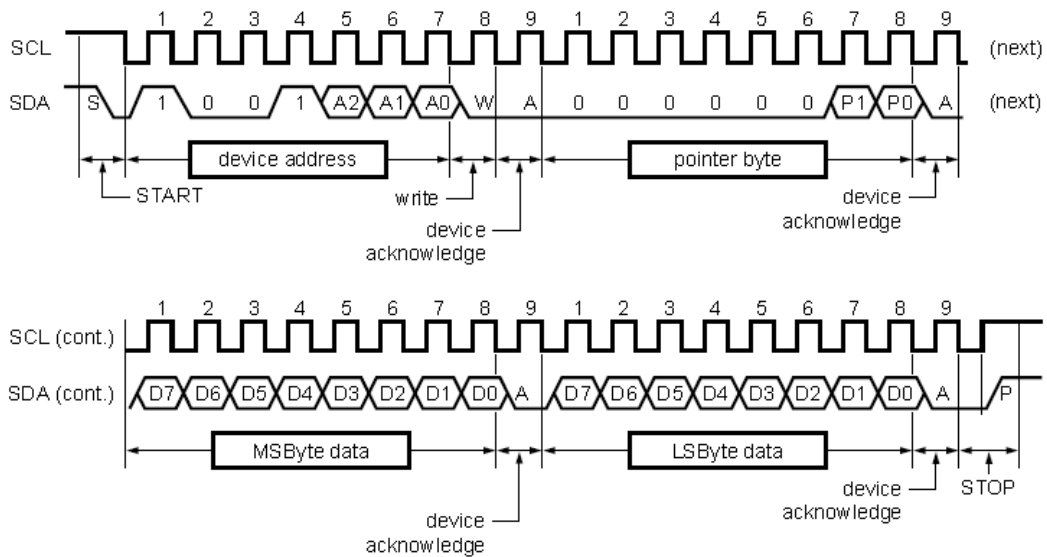 1 2 3 4 5 6 7 8 9 1 2 3 4 5 6 7 8 9
SCL (next)
SDA S 1 0 0 1 A2 A1 A0 W A 0 0 0 0 0 0 P1 P0 A (next)
device address pointer byte
START write device
acknowledge device
acknowledge
1 2 3 4 5 6 7 8 9 1 2 3 4 5 6 7 8 9
SCL (cont.)
SDA (cont.) D7 D6 D5 D4 D3 D2 D1 D0 A D7 D6 D5 D4 D3 D2 D1 D0 A P
MSByte data LSByte data
device
acknowledge device
acknowledge STOP